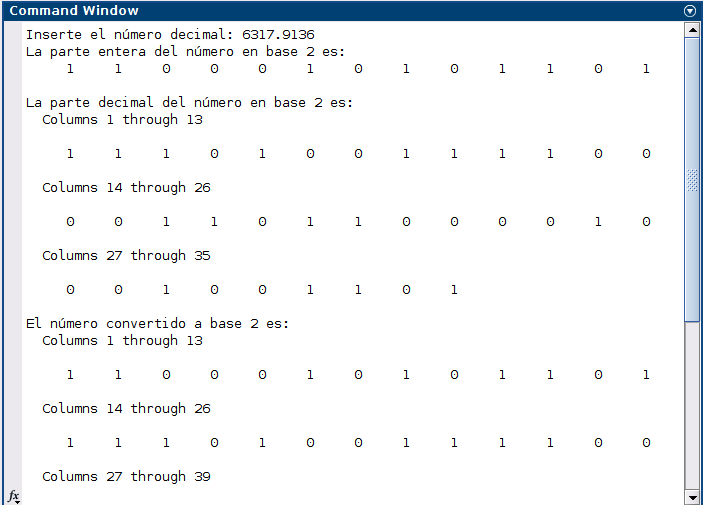 Command Window
Inserte el número decimal: 6317.9136
La parte entera del número en base 2 es:
1 1 0 0 0 1 0 1 0 1 1 0 1
La parte decimal del número en base 2 es:
Columns 1 through 13
1 1 1 0 1 0 0 1 1 1 1 0 0
Columns 14 through 26
0 0 1 1 0 1 1 0 0 0 0 1 0
Columns 27 through 35
0 0 1 0 0 1 1 0 1
El número convertido a base 2 es:
Columns 1 through 13
1 1 0 0 0 1 0 1 0 1 1 0 1
Columns 14 through 26
1 1 1 0 1 0 0 1 1 1 1 0 0
Columns 27 through 39
fx